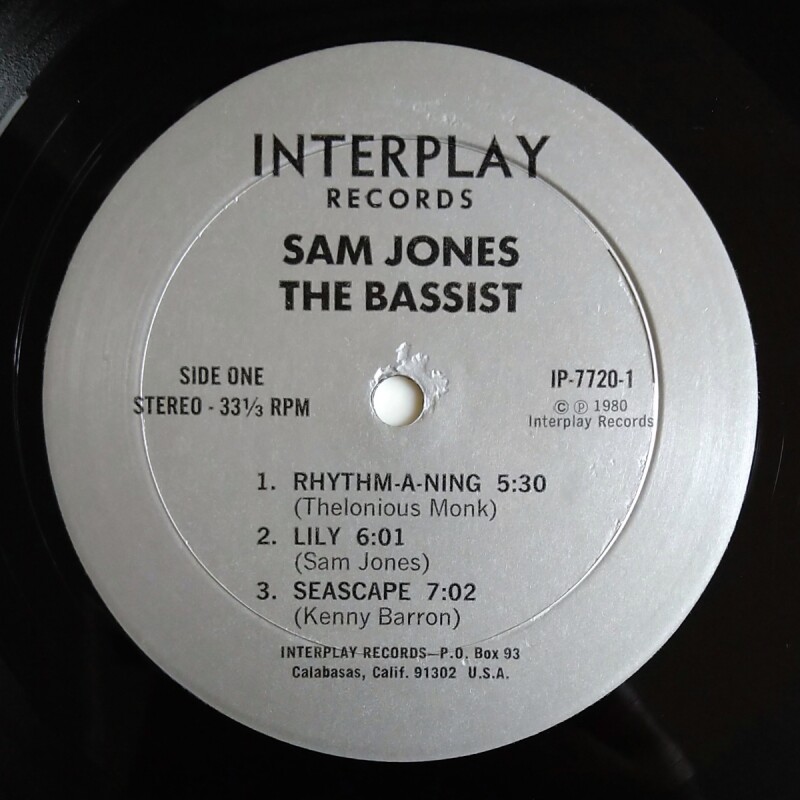 INTERPLAY
RECORDS
SAM JONES
THE BASSIST
SIDE ONE
STEREO - 33⅓ RPM
IP-7720-1
© ℗ 1980
Interplay Records
1. RHYTHM-A-NING 5:30
(Thelonious Monk)
2. LILY 6:01
(Sam Jones)
3. SEASCAPE 7:02
(Kenny Barron)
INTERPLAY RECORDS—P.O. Box 93
Calabasas, Calif. 91302 U.S.A.